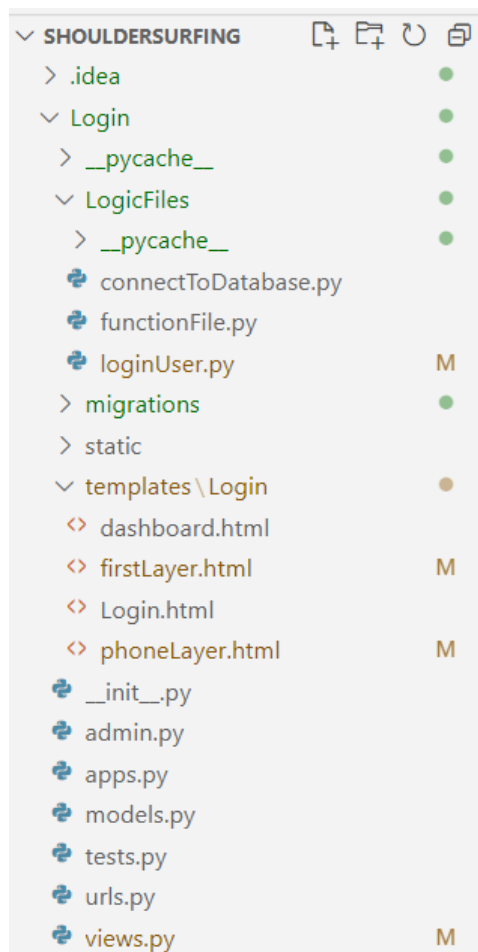 SHOULDERSURFING
.idea
Login
__pycache__
LogicFiles
__pycache__
connectToDatabase.py
functionFile.py
loginUser.py M
migrations
static
templates\Login
dashboard.html
firstLayer.html M
Login.html
phoneLayer.html M
__init__.py
admin.py
apps.py
models.py
tests.py
urls.py
views.py M